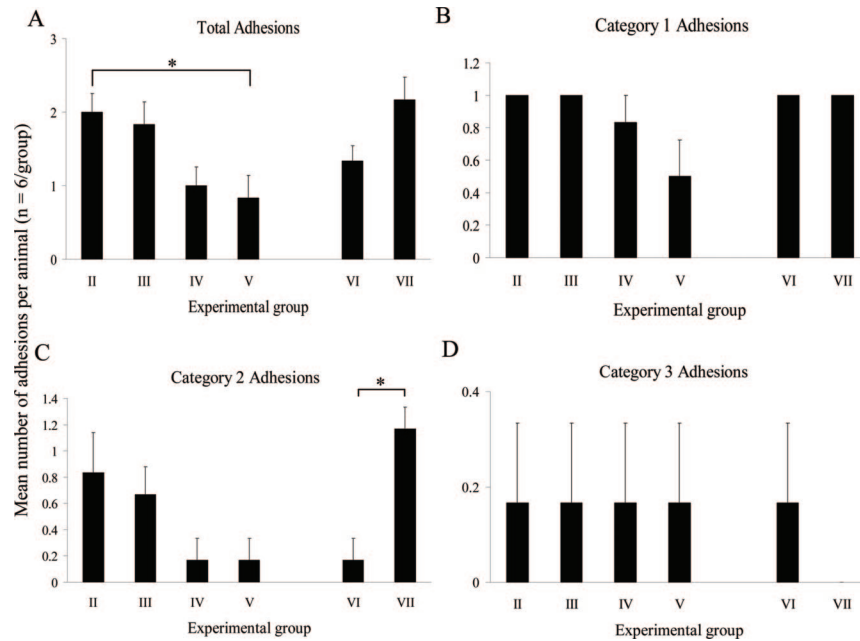 Mean number of adhesions per animal (n = 6/group)
A
Total Adhesions
3
2
1
0
*
II III IV V VI VII
Experimental group
B
Category 1 Adhesions
1.2
1
0.8
0.6
0.4
0.2
0
II III IV V VI VII
Experimental group
C
Category 2 Adhesions
1.6
1.4
1.2
1
0.8
0.6
0.4
0.2
0
*
II III IV V VI VII
Experimental group
D
Category 3 Adhesions
0.4
0.2
0
II III IV V VI VII
Experimental group